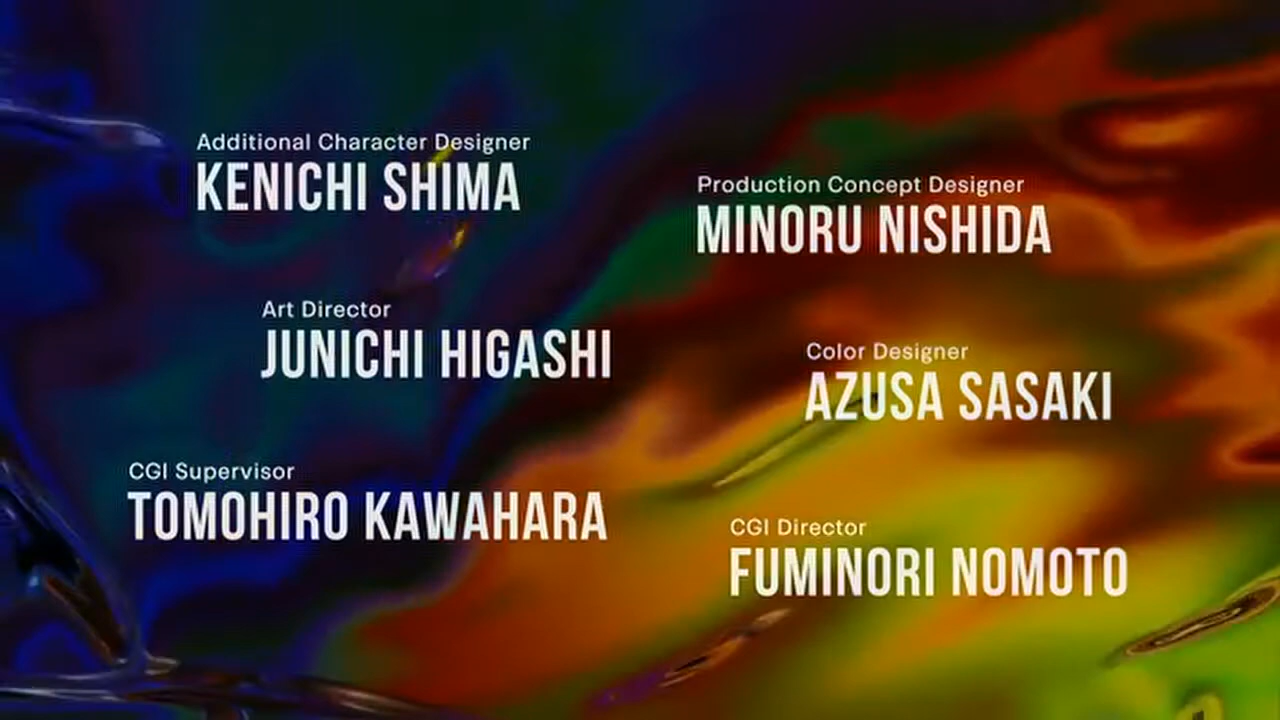 Additional Character Designer
KENICHI SHIMA
Production Concept Designer
MINORU NISHIDA
Art Director
JUNICHI HIGASHI
Color Designer
AZUSA SASAKI
CGI Supervisor
TOMOHIRO KAWAHARA
CGI Director
FUMINORI NOMOTO